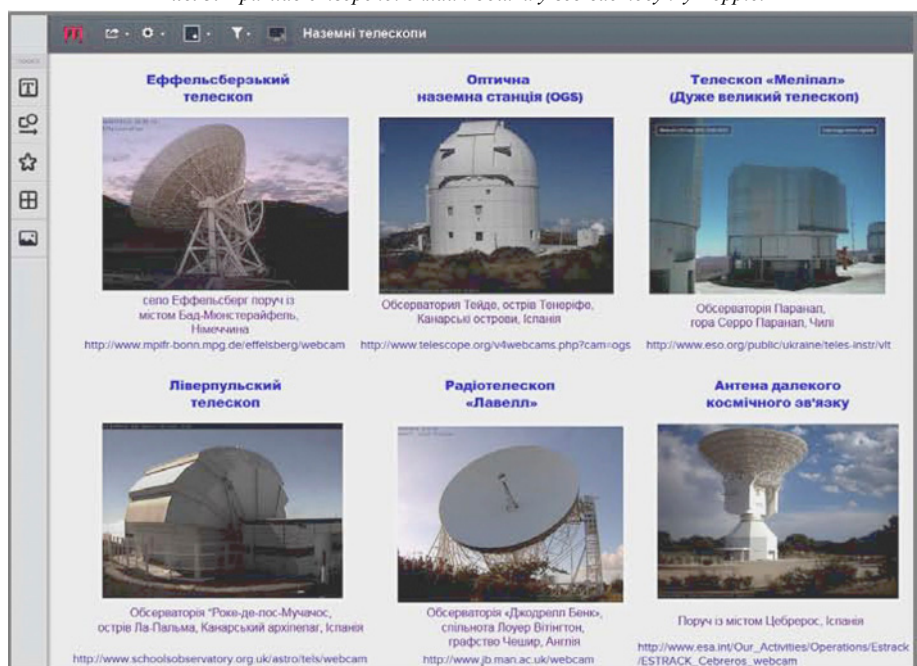 Наземні телескопи
Еффельсберзький
телескоп
Оптична
наземна станція (OGS)
Телескоп «Меліпал»
(Дуже великий телескоп)
село Еффельсберг поруч із
містом Бад-Мюнстерайфель,
Німеччина
http://www.mpifr-bonn.mpg.de/effelsberg/webcam
Обсерватория Тейде, острів Тенеріфе,
Канарські острови, Іспанія
http://www.telescope.org/v4webcams.php?cam=ogs
Обсерваторія Паранал,
гора Серро Паранал, Чилі
http://www.eso.org/public/ukraine/teles-instr/vlt
Ліверпульский
телескоп
Радіотелескоп
«Лавелл»
Антена далекого
космічного зв'язку
Обсерваторія "Роке-де-лос-Мучачос,
острів Ла-Пальма, Канарський архіпелаг, Іспанія
http://www.schoolsobservatory.org.uk/astro/tels/webcam
Обсерваторія «Джодрелл Бенк»,
спільнота Лоуер Вітінгтон,
графство Чешир, Англія
http://www.jb.man.ac.uk/webcam
Поруч із містом Цебрерос, Іспанія
http://www.esa.int/Our_Activities/Operations/Estrack
/ESTRACK_Cebreros_webcam